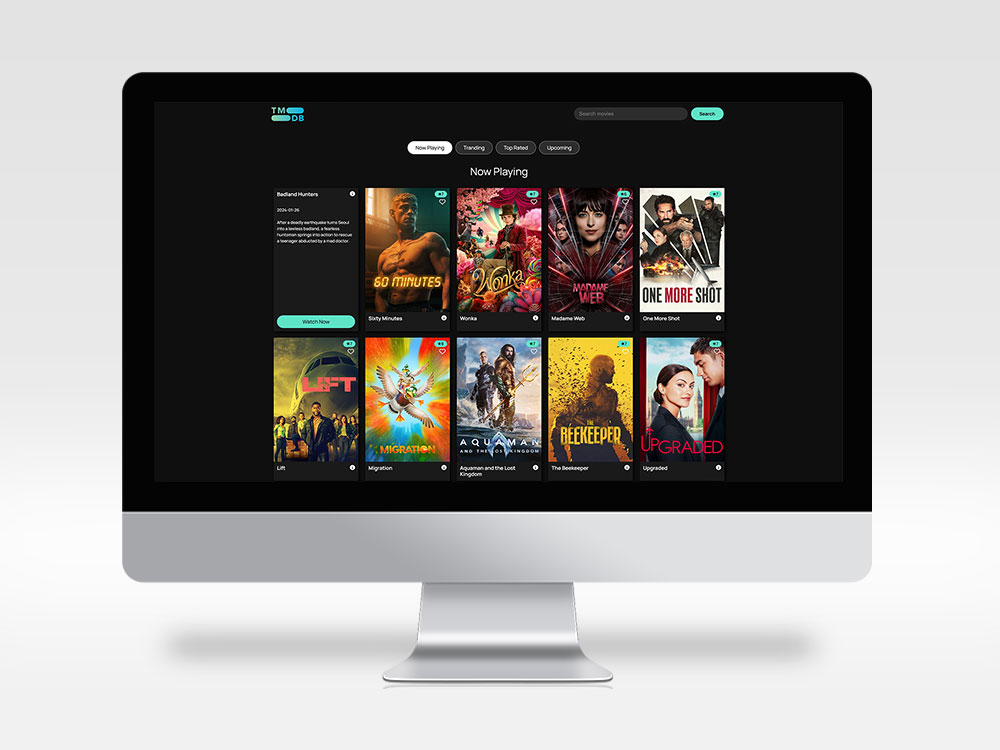 TM
DB
Search movies
Search
Now Playing
Tranding
Top Rated
Upcoming
Now Playing
Badland Hunters
2024-01-26
After a deadly earthquake turns Seoul
into a lawless badland, a fearless
huntsman springs into action to rescue
a teenager abducted by a mad doctor.
Watch Now
★7
60 MINUTES
Sixty Minutes
★7
Wonka
Wonka
★6
MADAME
WEB
Madame Web
★7
ONE MORE SHOT
One More Shot
★7
LIFT
Lift
★8
MIGRATION
Migration
★7
AQUAMAN
AND THE LOST KINGDOM
Aquaman and the Lost
Kingdom
★7
THE
BEEKEEPER
The Beekeeper
★7
UPGRADED
Upgraded